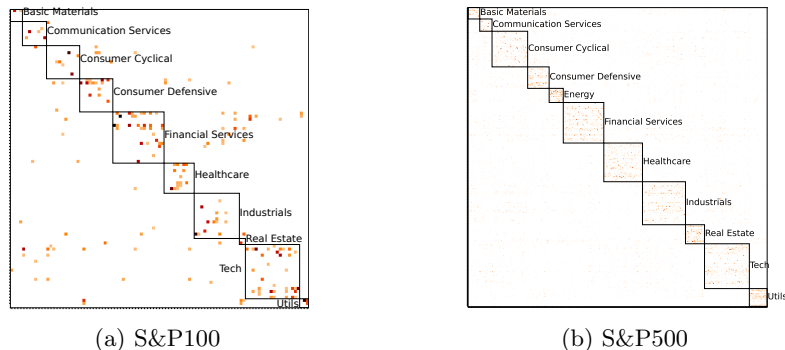 Basic Materials
Communication Services
Consumer Cyclical
Consumer Defensive
Financial Services
Healthcare
Industrials
Real Estate
Tech
Utils
(a) S&P100
Basic Materials
Communication Services
Consumer Cyclical
Consumer Defensive
Energy
Financial Services
Healthcare
Industrials
Real Estate
Tech
Utils
(b) S&P500